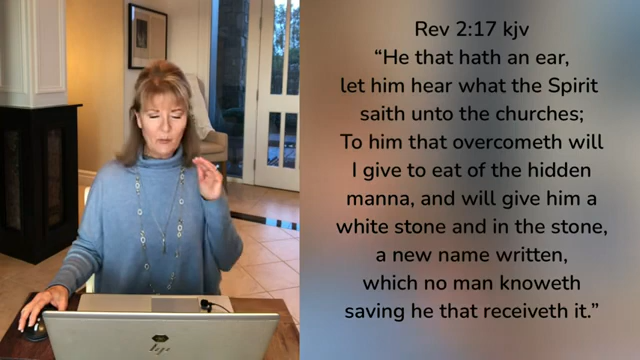 Rev 2:17 kjv
“He that hath an ear,
let him hear what the Spirit
saith unto the churches;
To him that overcometh will
I give to eat of the hidden
manna, and will give him a
white stone and in the stone,
a new name written,
which no man knoweth
saving he that receiveth it.”
hp